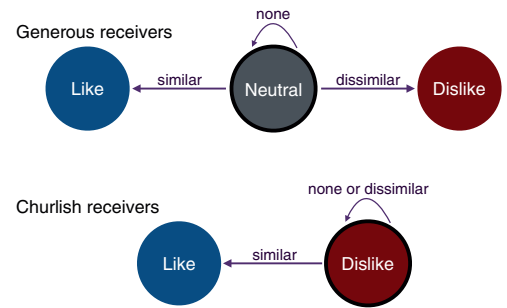 none
Generous receivers
Like
similar
Neutral
dissimilar
Dislike
none or dissimilar
Churlish receivers
Like
similar
Dislike